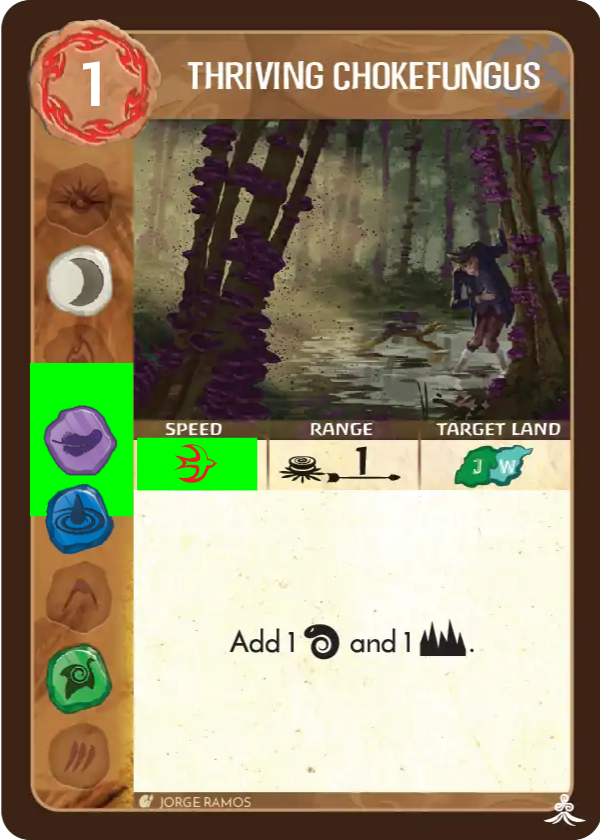 1
THRIVING CHOKEFUNGUS
SPEED RANGE TARGET LAND
1 J W
Add 1 and 1 .
JORGE RAMOS